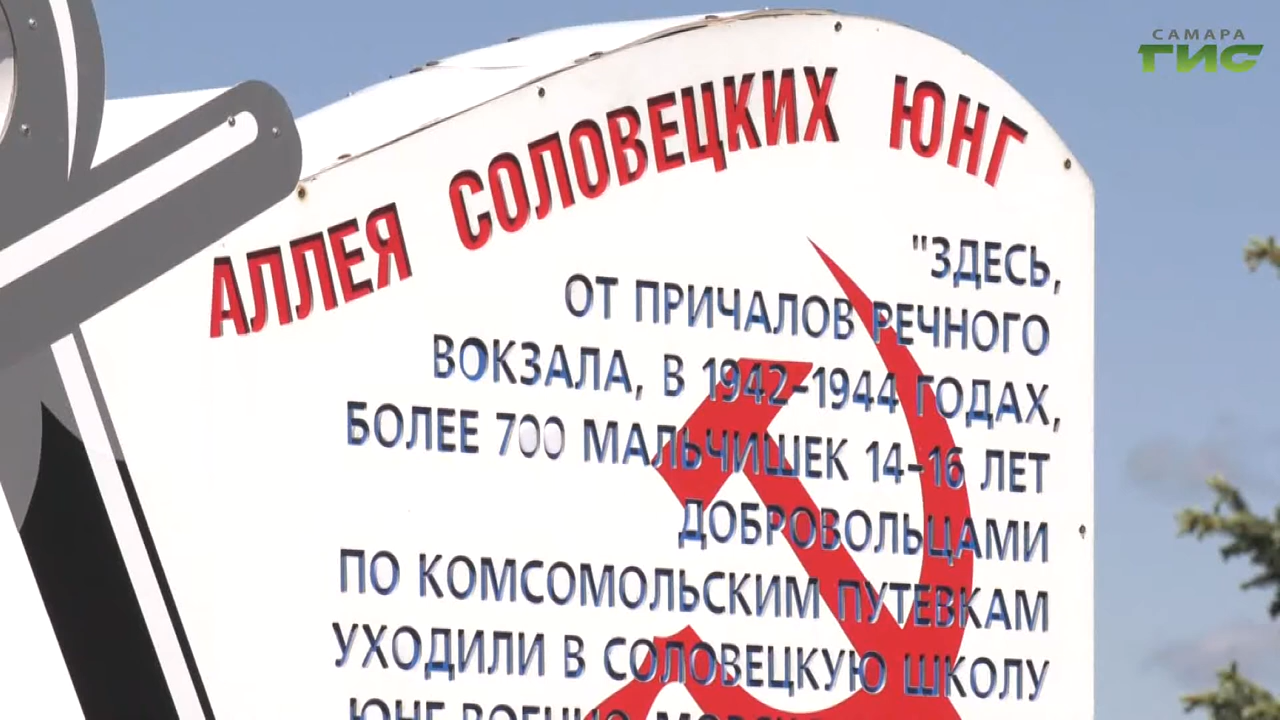 САМАРА
ГИС
АЛЛЕЯ СОЛОВЕЦКИХ ЮНГ
"ЗДЕСЬ,
ОТ ПРИЧАЛОВ РЕЧНОГО
ВОКЗАЛА, В 1942-1944 ГОДАХ,
БОЛЕЕ 700 МАЛЬЧИШЕК 14-16 ЛЕТ
ДОБРОВОЛЬЦАМИ
ПО КОМСОМОЛЬСКИМ ПУТЕВКАМ
УХОДИЛИ В СОЛОВЕЦКУЮ ШКОЛУ
ЮНГ